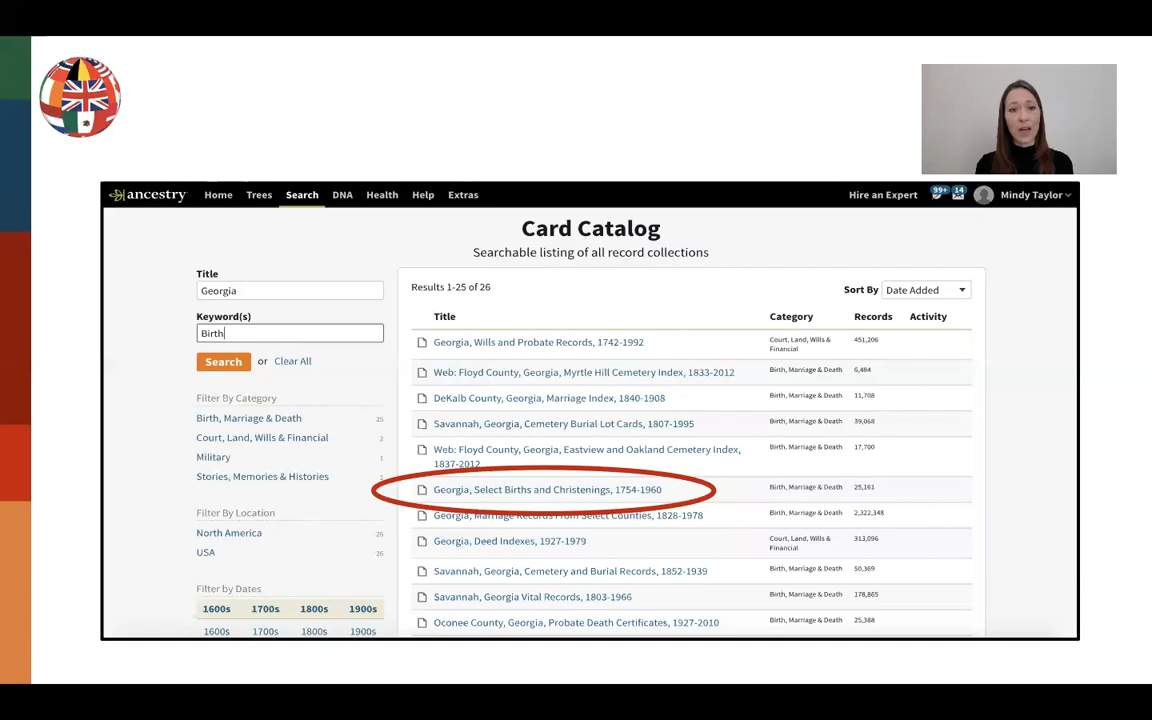 ancestry Home Trees Search DNA Health Help Extras Hire an Expert 99+ 14 Mindy Taylor
Card Catalog
Searchable listing of all record collections
Title
Georgia
Keyword(s)
Birth
Search or Clear All
Filter By Category
Birth, Marriage & Death 25
Court, Land, Wills & Financial 2
Military 1
Stories, Memories & Histories
Filter By Location
North America 26
USA 26
Filter by Dates
1600s 1700s 1800s 1900s
1600s 1700s 1800s 1900s
Results 1-25 of 26
Sort By Date Added
Title Category Records Activity
Georgia, Wills and Probate Records, 1742-1992 Court, Land, Wills & 451,206
Financial
Web: Floyd County, Georgia, Myrtle Hill Cemetery Index, 1833-2012 Birth, Marriage & Death 6,484
DeKalb County, Georgia, Marriage Index, 1840-1908 Birth, Marriage & Death 11,708
Savannah, Georgia, Cemetery Burial Lot Cards, 1807-1995 Birth, Marriage & Death 39,068
Web: Floyd County, Georgia, Eastview and Oakland Cemetery Index, Birth, Marriage & Death 17,700
1837-2012
Georgia, Select Births and Christenings, 1754-1960 Birth, Marriage & Death 25,161
Georgia, Marriage Records From Select Counties, 1828-1978 Birth, Marriage & Death 2,322,348
Georgia, Deed Indexes, 1927-1979 Court, Land, Wills & 313,096
Financial
Savannah, Georgia, Cemetery and Burial Records, 1852-1939 Birth, Marriage & Death 50,369
Savannah, Georgia Vital Records, 1803-1966 Birth, Marriage & Death 178,865
Oconee County, Georgia, Probate Death Certificates, 1927-2010 Birth, Marriage & Death 25,388